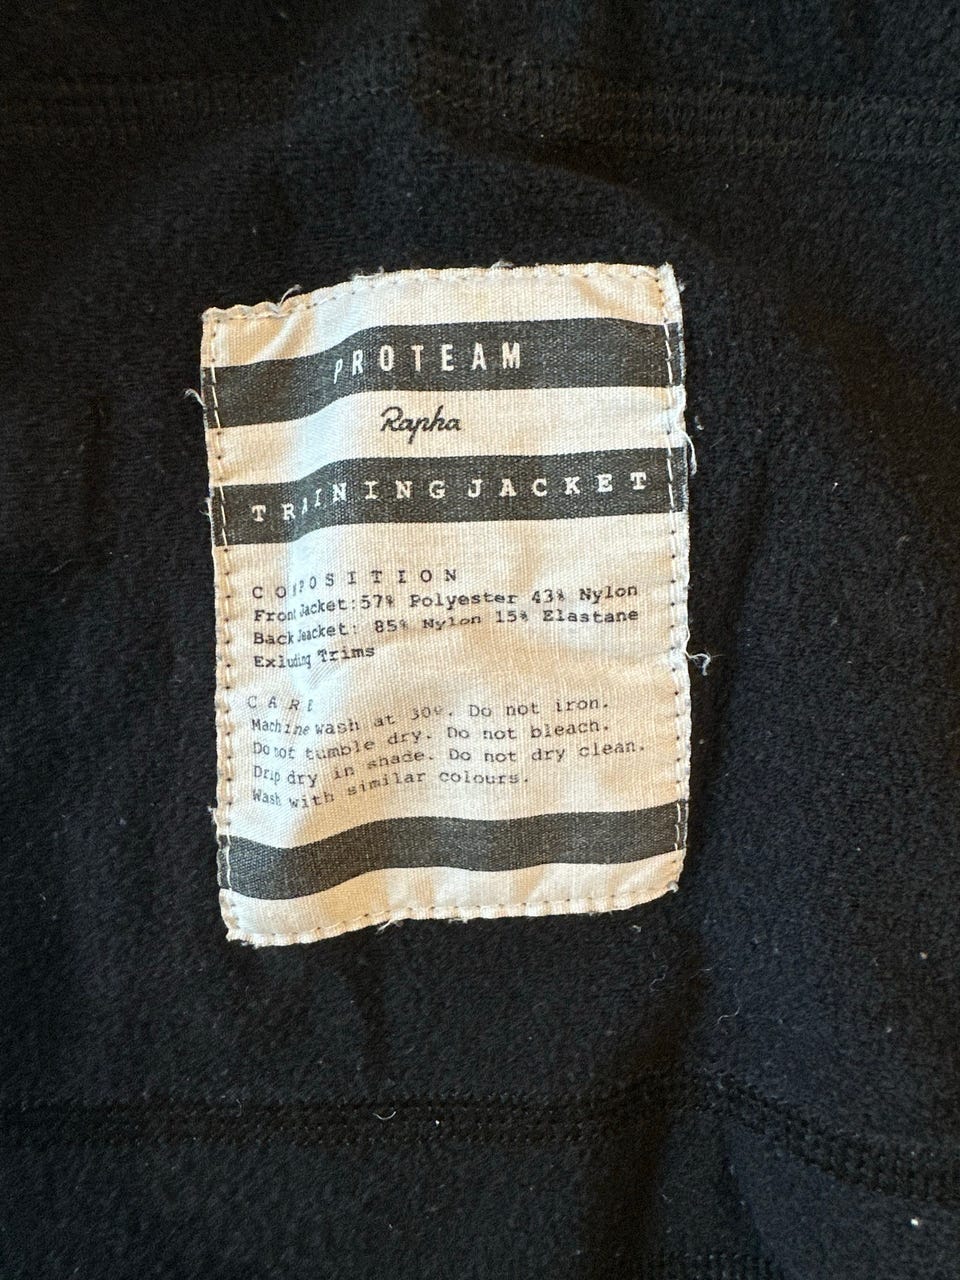 PROTEAM
Rapha
TRAINING JACKET
COMPOSITION
Front Jacket:57% Polyester 43% Nylon
Back Jeacket: 85% Nylon 15% Elastane
Exluding Trims
CARE
Machine wash at 30º. Do not iron.
Do not tumble dry. Do not bleach.
Drip dry in shade. Do not dry clean.
Wash with similar colours.